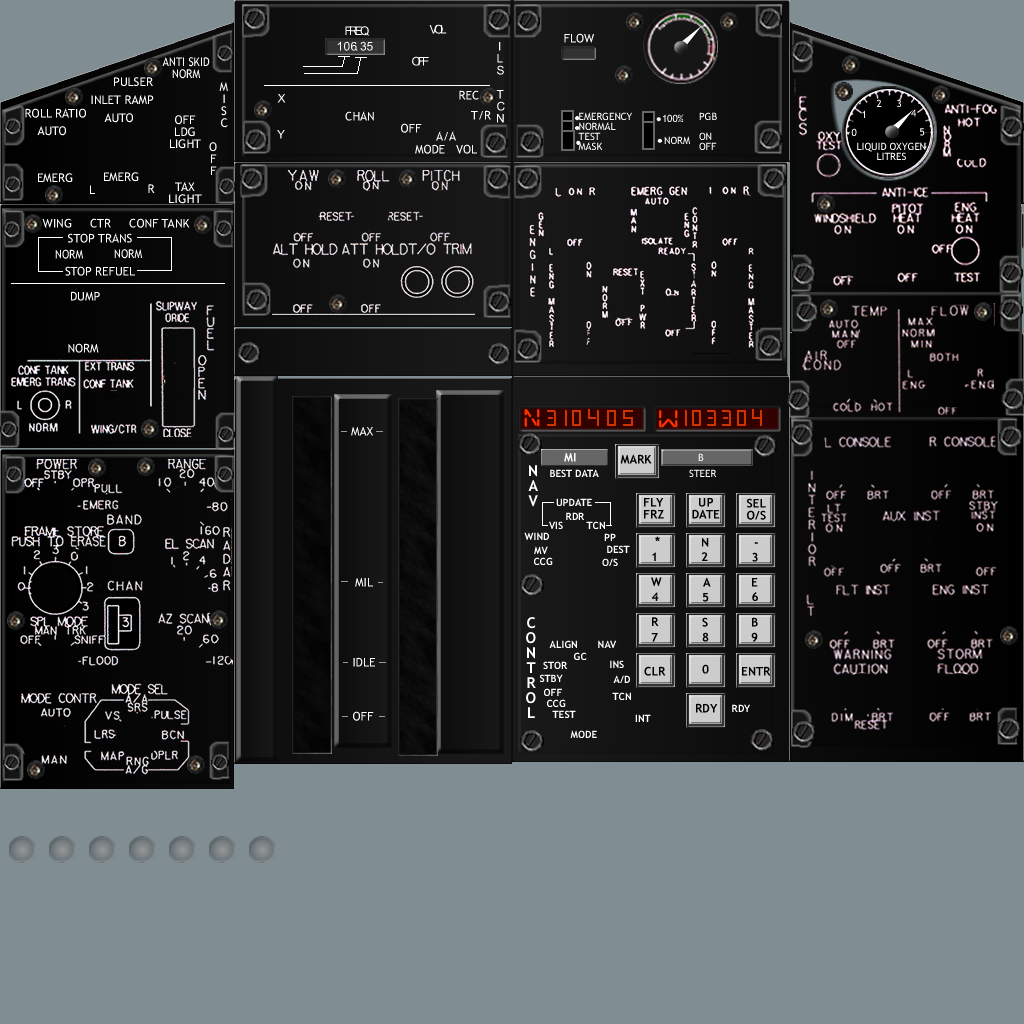 ANTI SKID
NORM
PULSER
INLET RAMP
AUTO
ROLL RATIO
AUTO
OFF
LDG
LIGHT
EMERG
EMERG
L
R
TAX
LIGHT
MISC
OFF
FREQ
106.35
VOL
OFF
ILS
X
Y
CHAN
REC
T/R
OFF
A/A
MODE VOL
TCN
FLOW
EMERGENCY
NORMAL
TEST
MASK
100%
NORM
PGB
ON
OFF
ECS
OXY
TEST
0 1 2 3 4 5
LIQUID OXYGEN
LITRES
ANTI-FOG
HOT
NORM
COLD
ANTI-ICE
WINDSHIELD
ON
PITOT
HEAT
ON
ENG
HEAT
ON
OFF
OFF
OFF
TEST
WING CTR CONF TANK
STOP TRANS
NORM NORM
STOP REFUEL
DUMP
NORM
SLIPWAY
ORIDE
FUEL
OPEN
CLOSE
CONF TANK
EMERG TRANS
L R
NORM
EXT TRANS
CONF TANK
WING/CTR
YAW ROLL PITCH
ON ON ON
RESET- RESET-
OFF OFF OFF
ALT HOLD ATT HOLD T/O TRIM
ON ON
OFF OFF
L ON R
EMERG GEN
AUTO
ON R
GEN
MAN
ENG
CONTR
ENGINE
OFF
ISOLATE
OFF
READY
L ENG MASTER
ON
RESET
EXT PWR
NORM
ON
STARTER
ON
R ENG MASTER
OFF
OFF
OFF
OFF
TEMP
AUTO
MAN
OFF
AIR
COND
COLD HOT
FLOW
MAX
NORM
MIN
BOTH
L
ENG
R
-ENG
OFF
MAX
MIL
IDLE
OFF
N310405 W103304
MI
BEST DATA
MARK
B
STEER
NAV
UPDATE
RDR
VIS TCN
WIND
MV
CCG
PP
DEST
O/S
FLY
FRZ
UP
DATE
SEL
O/S
* 1
N 2
- 3
W 4
A 5
E 6
R 7
S 8
B 9
CLR
0
ENTR
RDY
RDY
CONTROL
ALIGN NAV
GC
STOR
STBY
OFF
CCG
TEST
INS
A/D
TCN
INT
MODE
POWER
STBY
OFF OPR
PULL
-EMERG
RANGE
10 20 40
-80
160
RADAR
BAND
B
FRAME STORE
PUSH TO ERASE
2 3 0
1 1
0 2
3
EL SCAN
1 2 4
-6
-8
CHAN
3
SPL MODE
MAN TRK
OFF SNIFF
-FLOOD
AZ SCAN
20
60
-120
MODE CONTR
AUTO
MAN
MODE SEL
A/A
SRS
VS PULSE
LRS BCN
MAP DPLR
RNG
A/G
L CONSOLE R CONSOLE
INTERIOR LT
OFF BRT OFF BRT
LT
TEST
ON
AUX INST
STBY
INST
ON
OFF OFF BRT OFF
FLT INST ENG INST
OFF BRT OFF BRT
WARNING
CAUTION
STORM
FLOOD
DIM BRT
RESET
OFF BRT